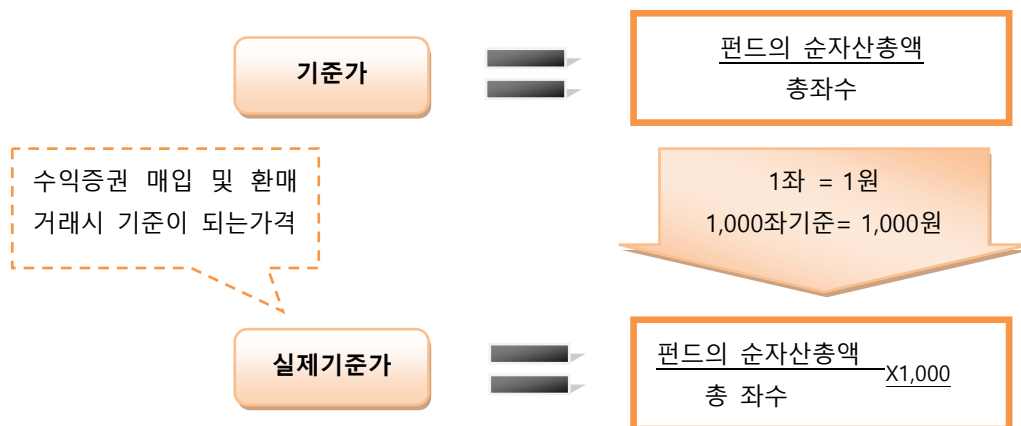 기준가
펀드의 순자산총액
총좌수
수익증권 매입 및 환매
거래시 기준이 되는가격
1좌 = 1원
1,000좌기준= 1,000원
실제기준가
펀드의 순자산총액
X1,000
총 좌수